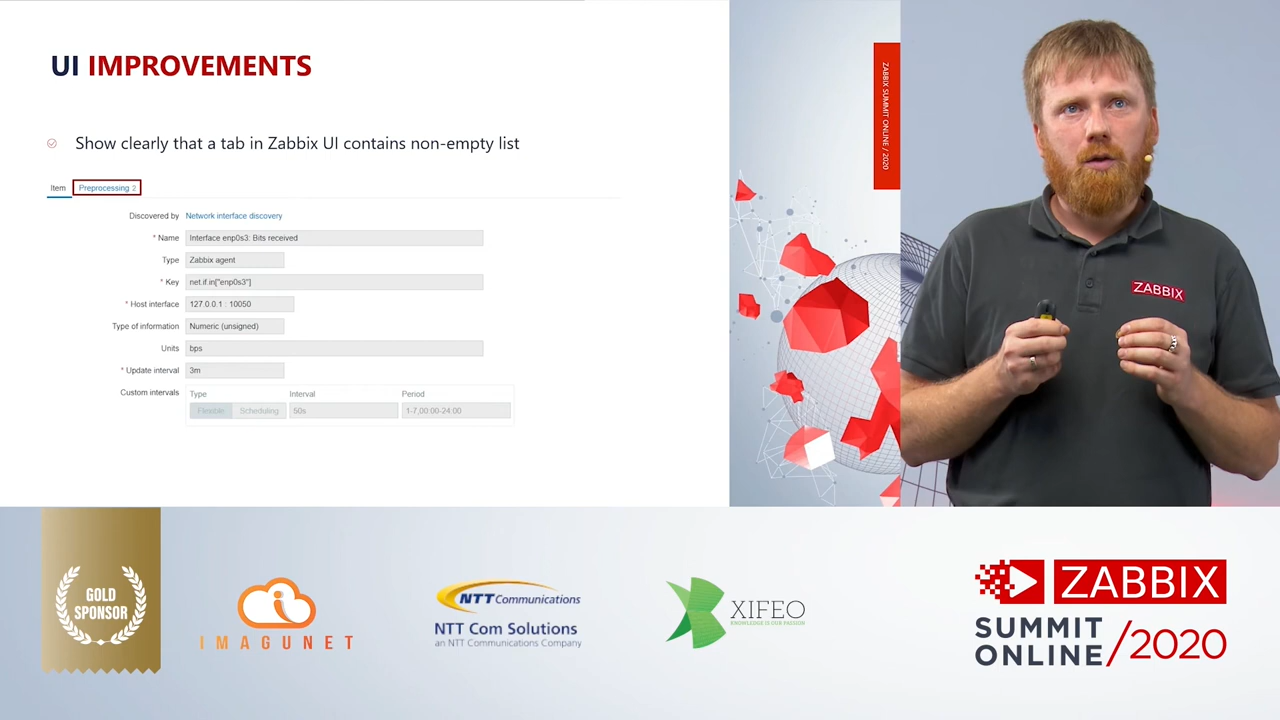 UI IMPROVEMENTS
Show clearly that a tab in Zabbix UI contains non-empty list
Item Preprocessing 2
Discovered by Network interface discovery
* Name Interface enp0s3: Bits received
Type Zabbix agent
* Key net.if.in["enp0s3"]
* Host interface 127.0.0.1 : 10050
Type of information Numeric (unsigned)
Units bps
* Update interval 3m
Custom intervals Type Interval Period
Flexible Scheduling 50s 1-7,00:00-24:00
ZABBIX SUMMIT ONLINE / 2020
ZABBIX
GOLD
SPONSOR
IMAGUNET
NTT Communications
NTT Com Solutions
an NTT Communications Company
XIFEO
KNOWLEDGE IS OUR PASSION
ZABBIX
SUMMIT
ONLINE/2020